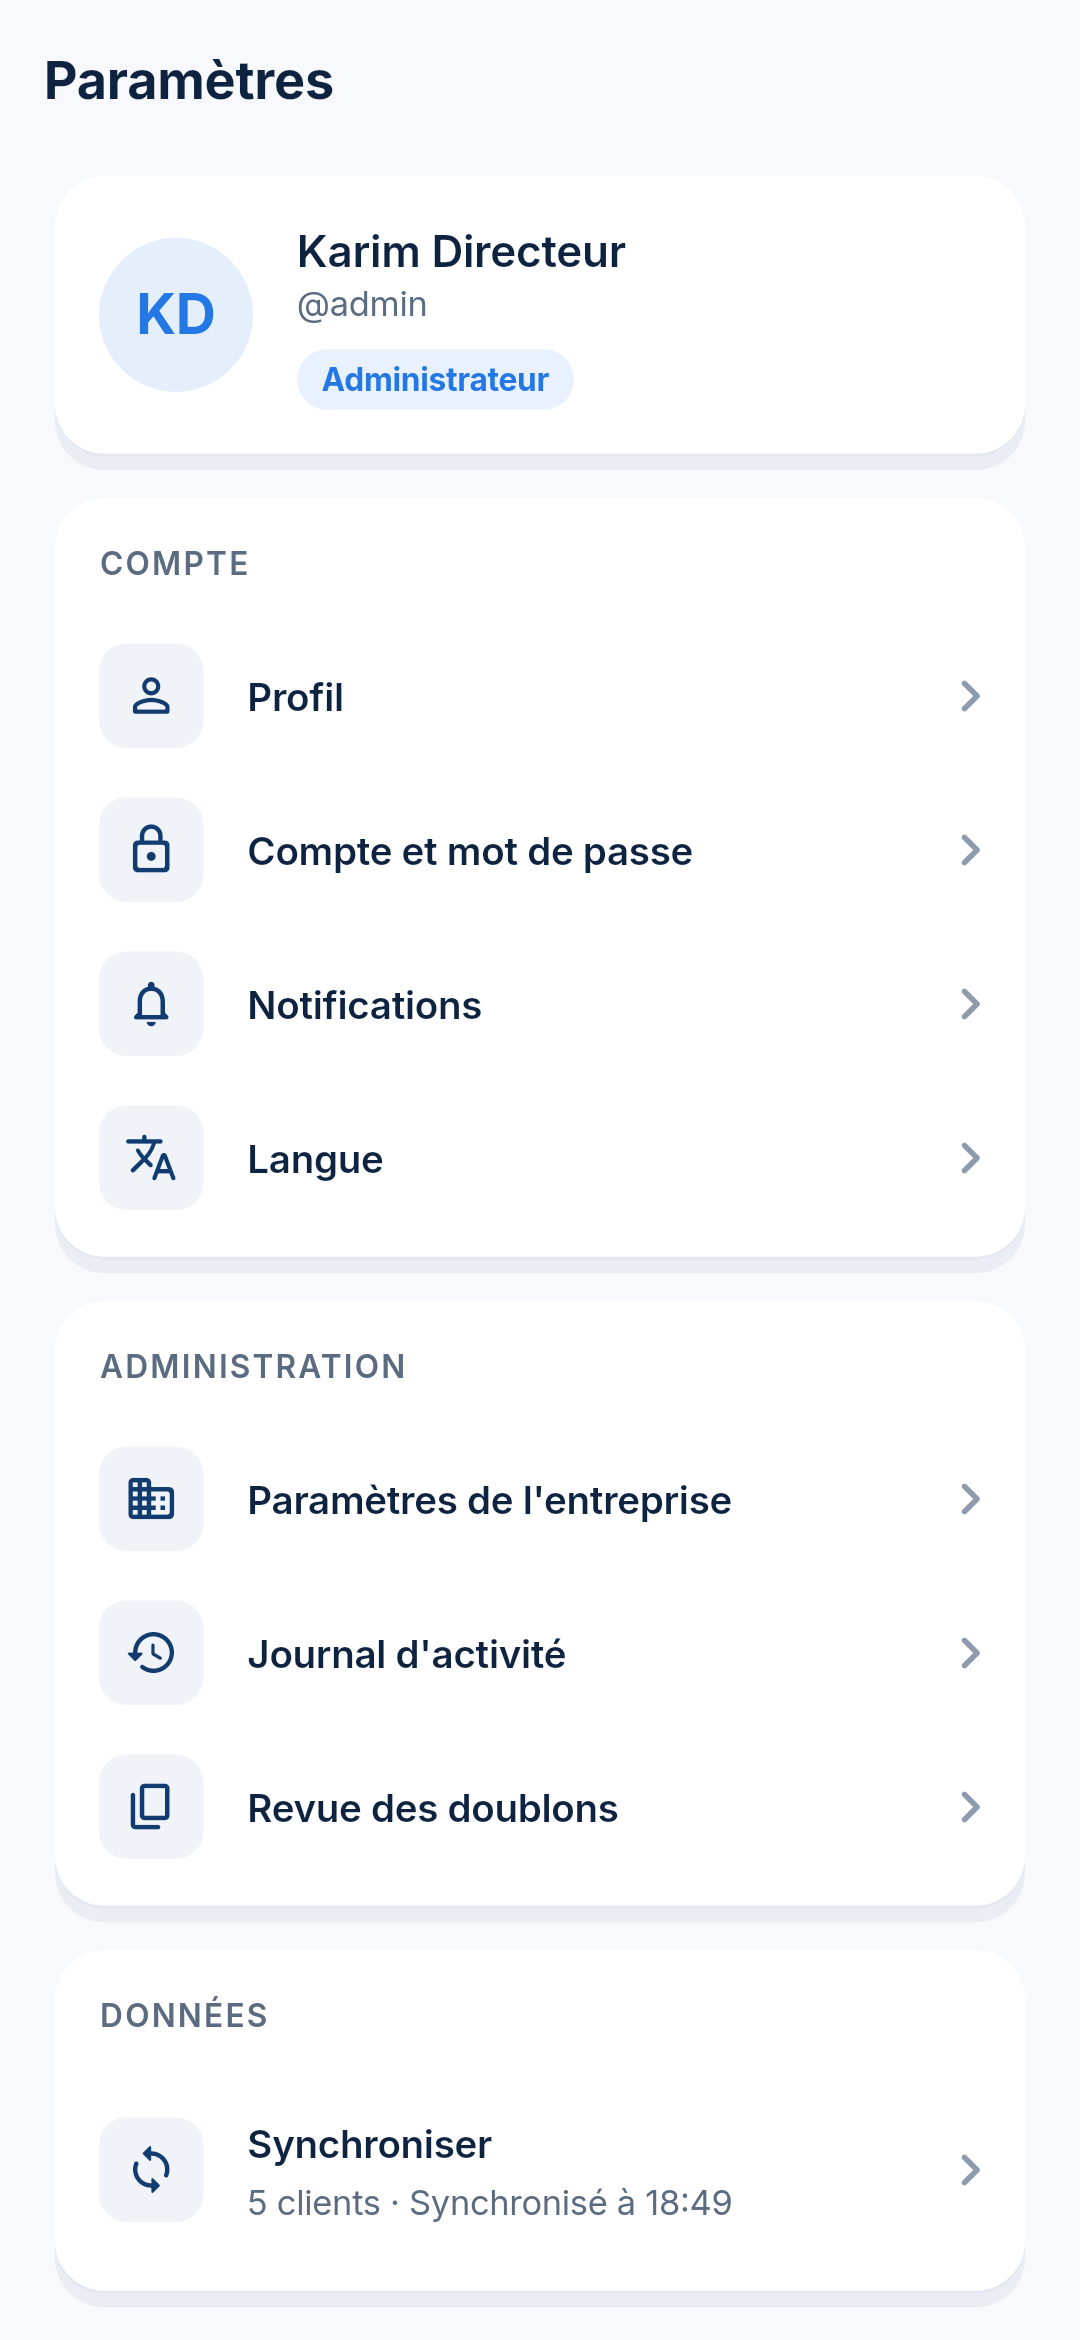 Paramètres
KD
Karim Directeur
@admin
Administrateur
COMPTE
Profil
Compte et mot de passe
Notifications
Langue
ADMINISTRATION
Paramètres de l'entreprise
Journal d'activité
Revue des doublons
DONNÉES
Synchroniser
5 clients · Synchronisé à 18:49